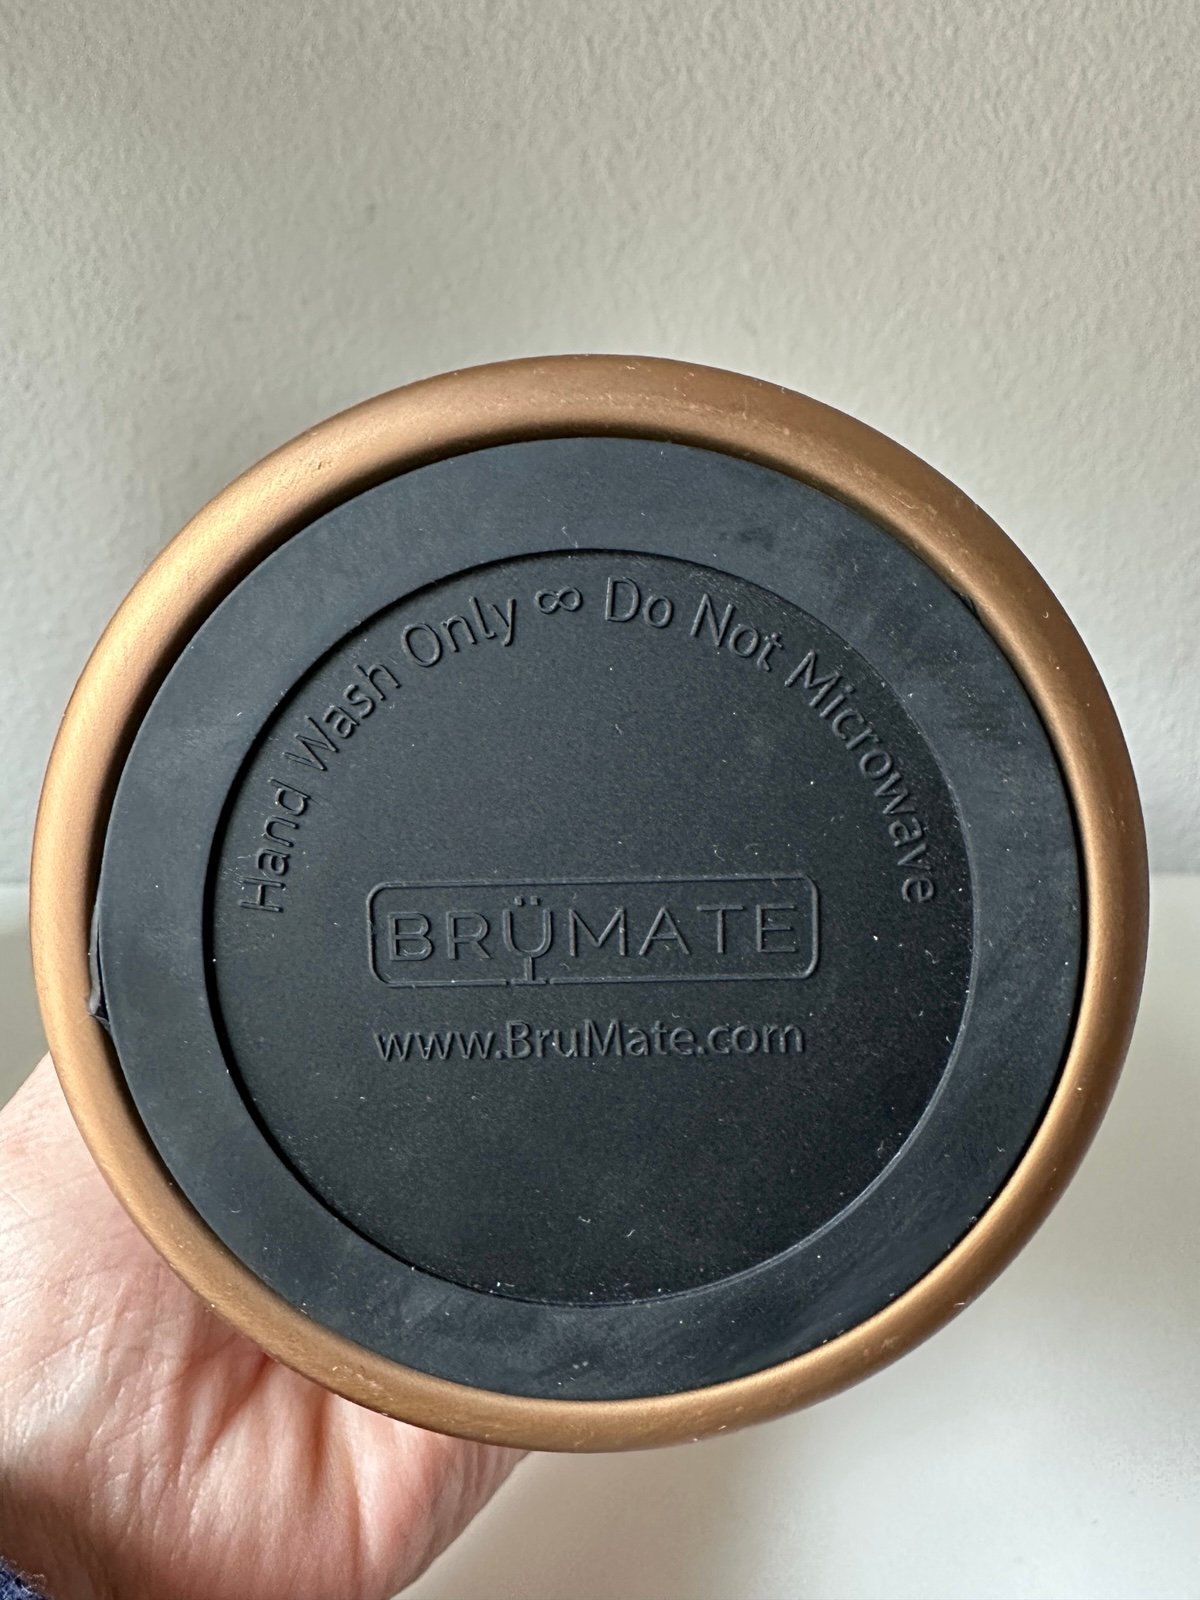 Hand Wash Only ∞ Do Not Microwave
BRÜMATE
www.BruMate.com